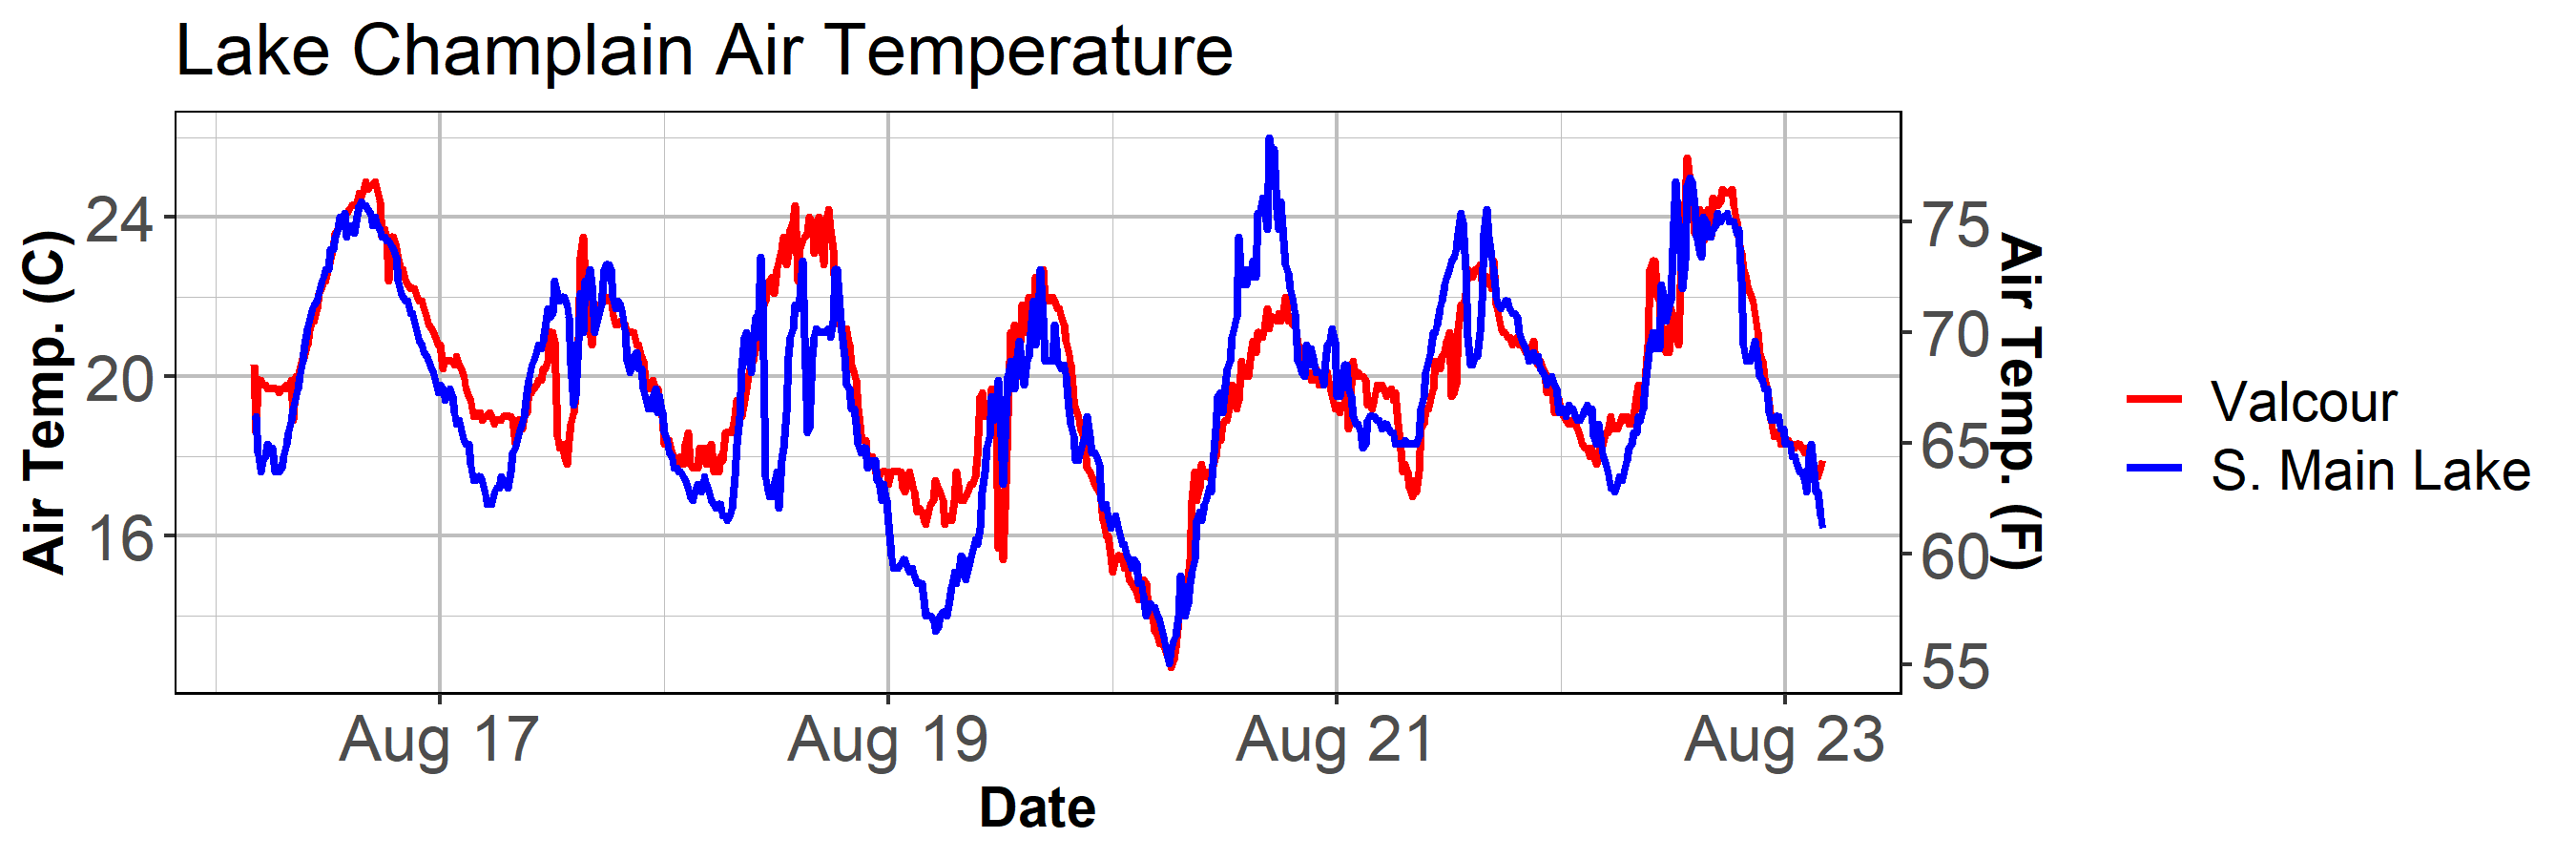 Lake Champlain Air Temperature
Air Temp. (C)
24
20
16
Air Temp. (F)
75
70
65
60
55
Aug 17
Aug 19
Aug 21
Aug 23
Date
Valcour
S. Main Lake